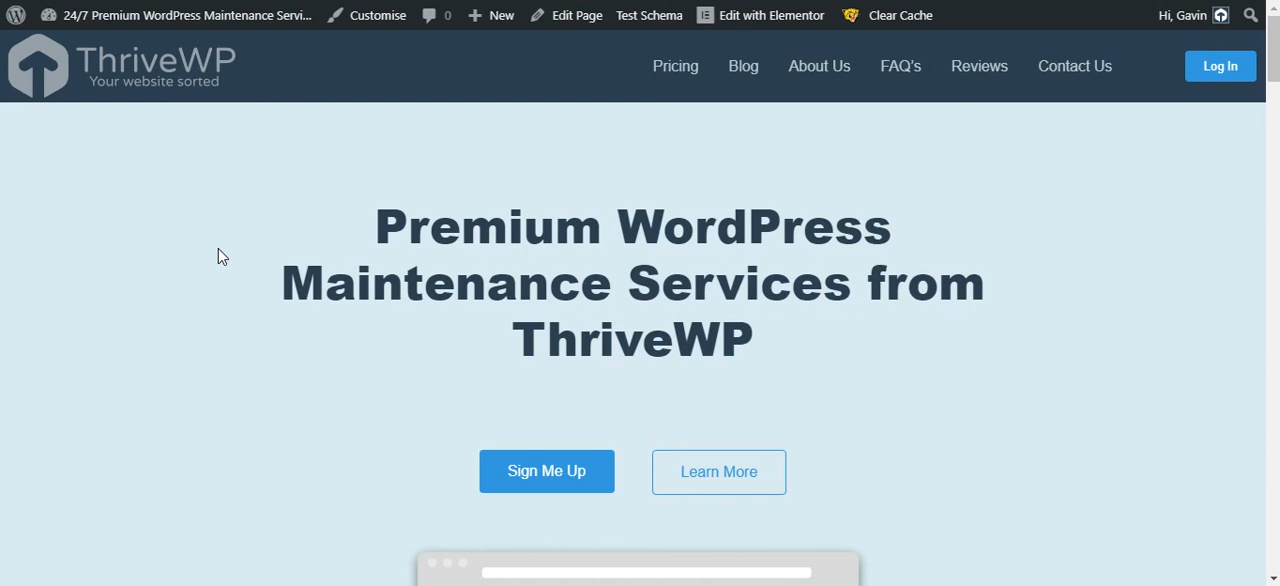 24/7 Premium WordPress Maintenance Servi... Customise 0 New Edit Page Test Schema Edit with Elementor Clear Cache Hi, Gavin
ThriveWP
Your website sorted
Pricing Blog About Us FAQ's Reviews Contact Us Log In
Premium WordPress
Maintenance Services from
ThriveWP
Sign Me Up Learn More